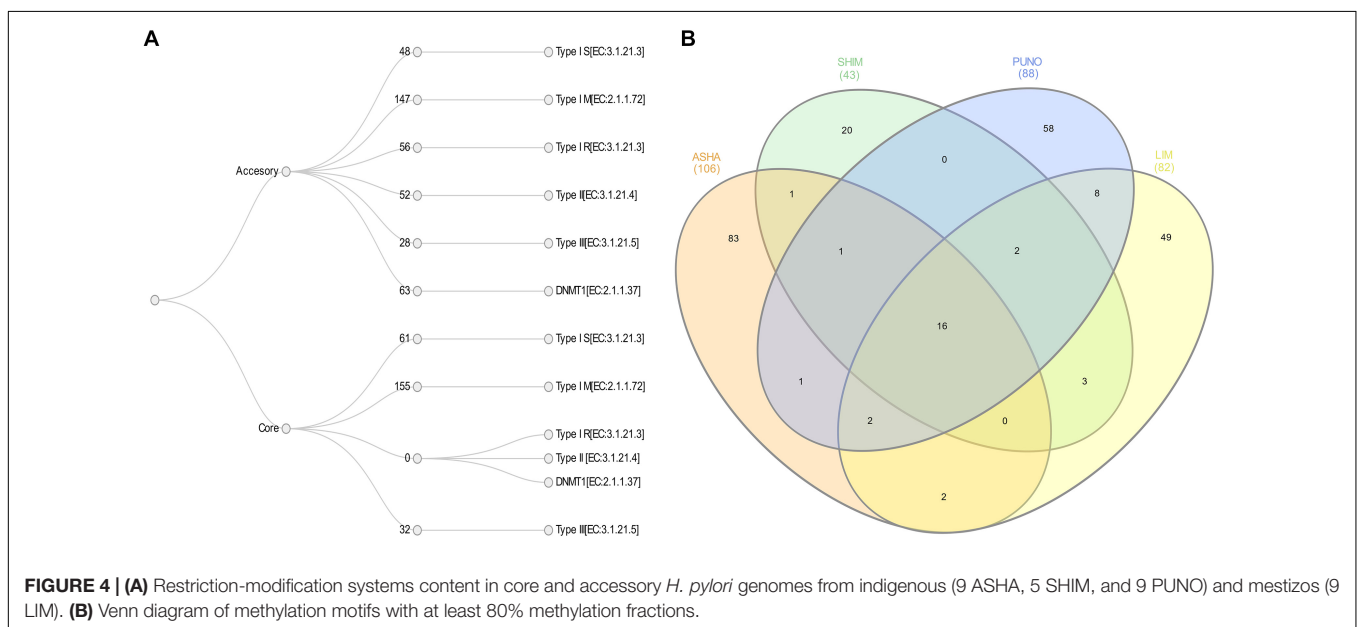 A
48 Type I S[EC:3.1.21.3]
147 Type I M[EC:2.1.1.72]
56 Type I R[EC:3.1.21.3]
Accesory
52 Type II[EC:3.1.21.4]
28 Type III[EC:3.1.21.5]
63 DNMT1[EC:2.1.1.37]
61 Type I S[EC:3.1.21.3]
155 Type I M[EC:2.1.1.72]
Core
Type I R[EC:3.1.21.3]
0 Type II [EC:3.1.21.4]
DNMT1[EC:2.1.1.37]
32 Type III[EC:3.1.21.5]
B
SHIM
(43)
PUNO
(88)
ASHA
(106)
LIM
(82)
20
58
0
1
8
83
49
1
2
16
1
3
2
0
2
FIGURE 4 | (A) Restriction-modification systems content in core and accessory H. pylori genomes from indigenous (9 ASHA, 5 SHIM, and 9 PUNO) and mestizos (9
LIM). (B) Venn diagram of methylation motifs with at least 80% methylation fractions.